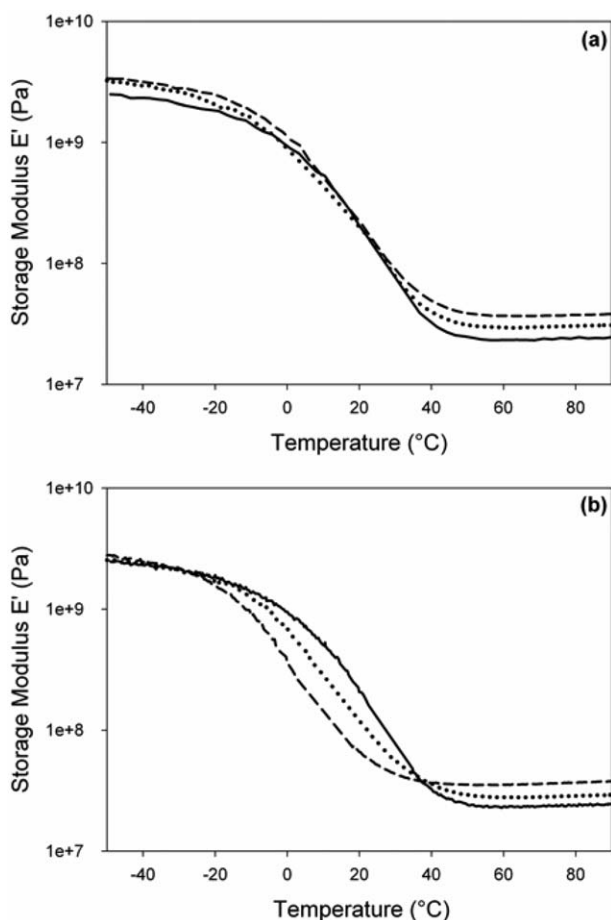 (a)
1e+10
1e+9
1e+8
1e+7
Storage Modulus E' (Pa)
-40 -20 0 20 40 60 80
Temperature (°C)
(b)
1e+10
1e+9
1e+8
1e+7
Storage Modulus E' (Pa)
-40 -20 0 20 40 60 80
Temperature (°C)